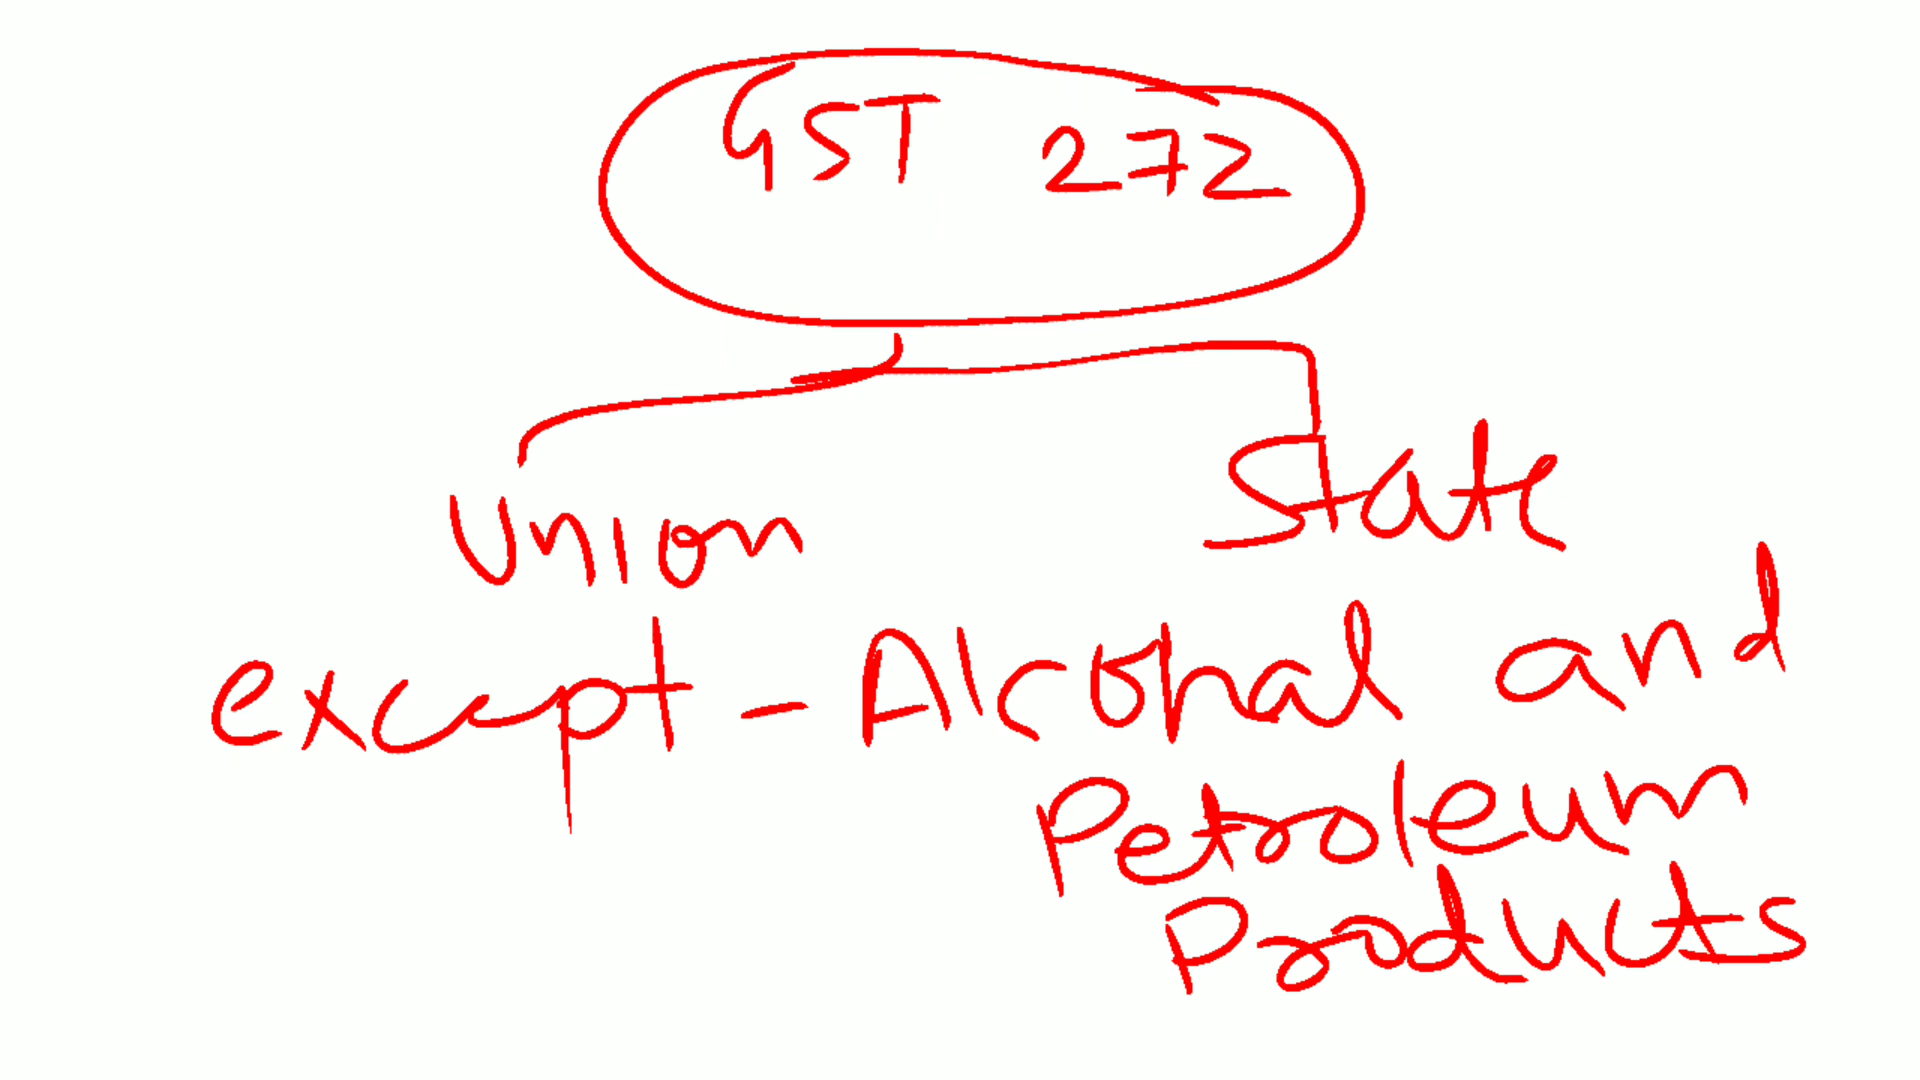 GST 272
Union State
except - Alcohal and
Petroleum
Products